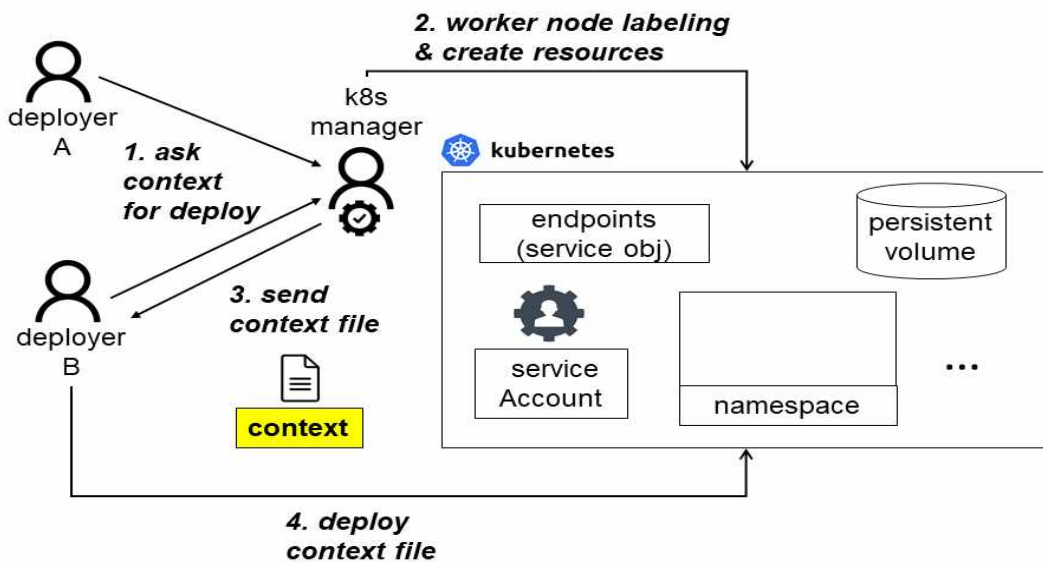 2. worker node labeling
& create resources
deployer
A
k8s
manager
1. ask
context
for deploy
kubernetes
endpoints
(service obj)
persistent
volume
deployer
B
3. send
context file
service
Account
...
namespace
context
4. deploy
context file